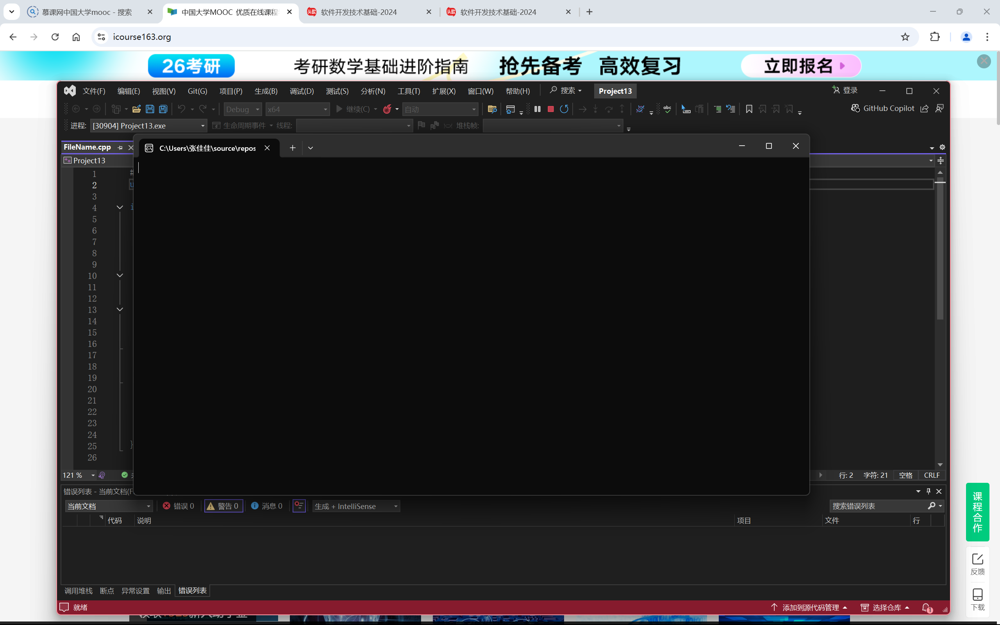 慕课网中国大学mooc - 搜索
中国大学MOOC 优质在线课程
软件开发技术基础-2024
软件开发技术基础-2024
icourse163.org
26考研 考研数学基础进阶指南 抢先备考 高效复习 立即报名
文件(F) 编辑(E) 视图(V) Git(G) 项目(P) 生成(B) 调试(D) 测试(S) 分析(N) 工具(T) 扩展(X) 窗口(W) 帮助(H) 搜索 Project13 登录
Debug x64 继续(C) 自动 GitHub Copilot
进程: [30904] Project13.exe 生命周期事件 线程: 堆栈帧:
FileName.cpp
C:\Users\张佳佳\source\repos
Project13
1 #
2
3
4 i
5
6
7
8
9
10
11
12
13
14
15
16
17
18
19
20
21
22
23
24
25 }
26
121 % 行: 2 字符: 21 空格 CRLF
错误列表 - 当前文档(F
当前文档 错误 0 警告 0 消息 0 生成 + IntelliSense 搜索错误列表
代码 说明 项目 文件 行
调用堆栈 断点 异常设置 输出 错误列表
就绪 添加到源代码管理 选择仓库 1
课程合作
反馈
下载